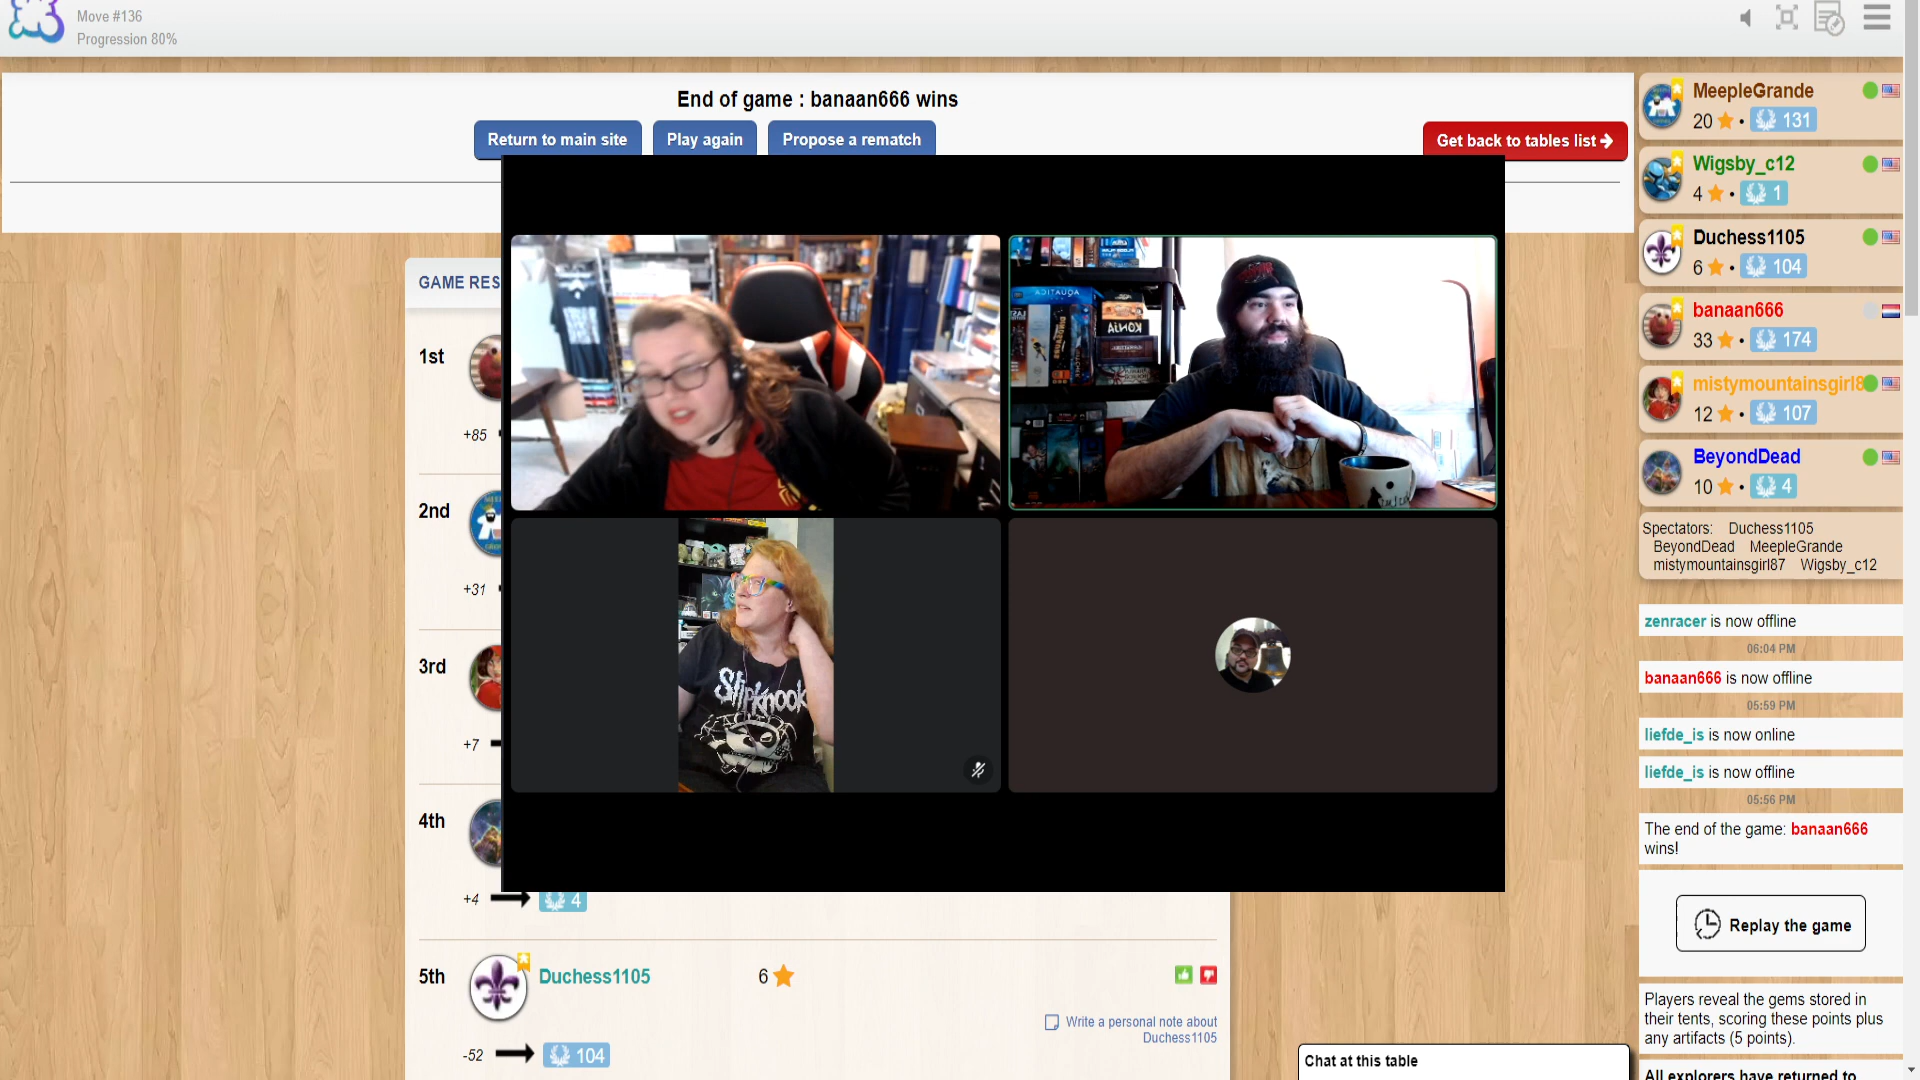 Move #136
Progression 80%
End of game : banaan666 wins
Return to main site
Play again
Propose a rematch
Get back to tables list
GAME RES
1st
+85
2nd
+31
3rd
+7
4th
+4
4
5th
Duchess1105
6
Write a personal note about
Duchess1105
-52
104
AQUATICA
KONJA
Slipknook
MeepleGrande
20 • 131
Wigsby_c12
4 • 1
Duchess1105
6 • 104
banaan666
33 • 174
mistymountainsgirl8
12 • 107
BeyondDead
10 • 4
Spectators: Duchess1105
BeyondDead MeepleGrande
mistymountainsgirl87 Wigsby_c12
zenracer is now offline
06:04 PM
banaan666 is now offline
05:59 PM
liefde_is is now online
liefde_is is now offline
05:56 PM
The end of the game: banaan666
wins!
Replay the game
Players reveal the gems stored in
their tents, scoring these points plus
any artifacts (5 points).
All explorers have returned to
Chat at this table